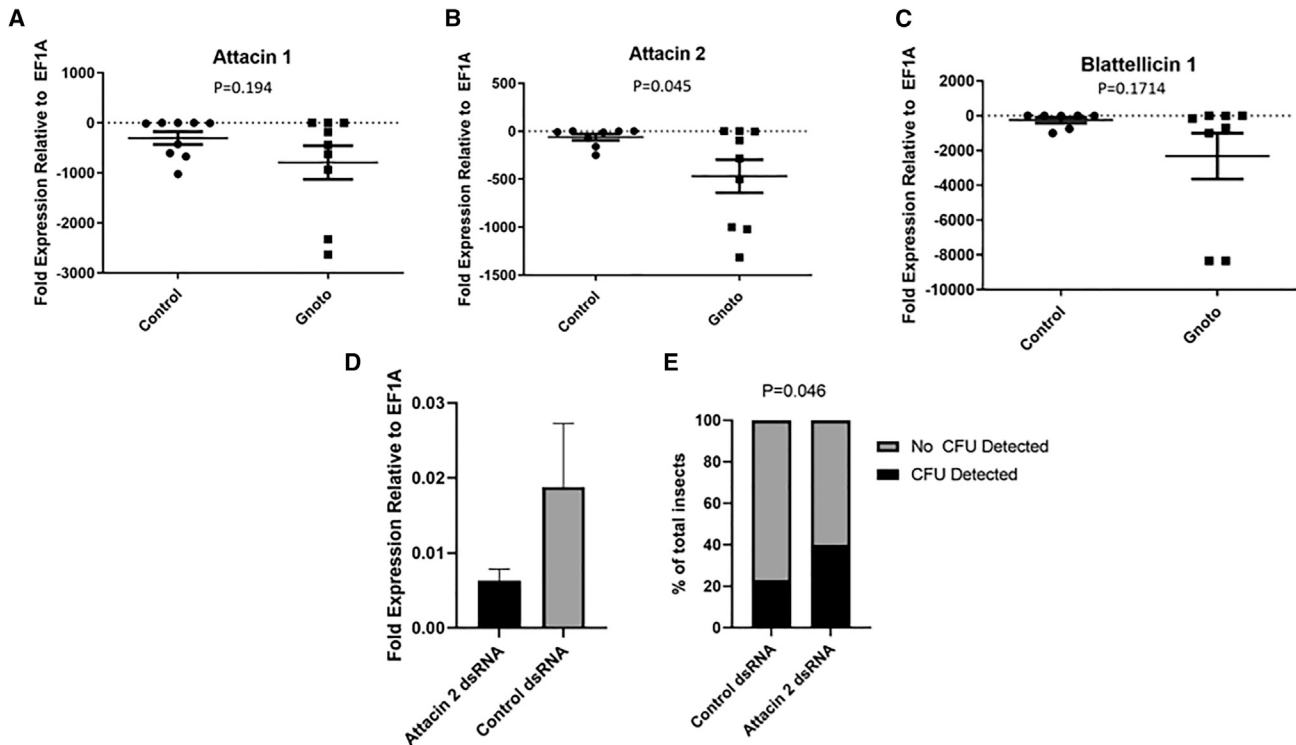 A
Attacin 1
P=0.194
Fold Expression Relative to EF1A
1000
0
-1000
-2000
-3000
Control
Gnoto
B
Attacin 2
P=0.045
Fold Expression Relative to EF1A
500
0
-500
-1000
-1500
Control
Gnoto
C
Blattellicin 1
P=0.1714
Fold Expression Relative to EF1A
2000
0
-2000
-4000
-6000
-8000
-10000
Control
Gnoto
D
Fold Expression Relative to EF1A
0.03
0.02
0.01
0.00
Attacin 2 dsRNA
Control dsRNA
E
P=0.046
% of total insects
100
80
60
40
20
0
Control dsRNA
Attacin 2 dsRNA
No CFU Detected
CFU Detected